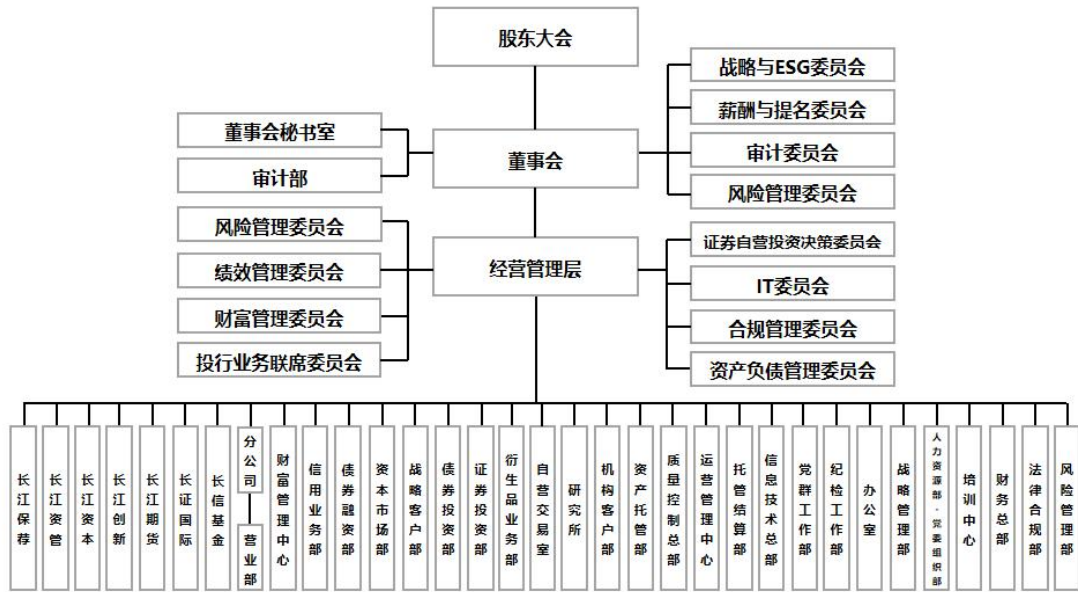 股东大会
战略与ESG委员会
薪酬与提名委员会
董事会秘书室
董事会
审计委员会
审计部
风险管理委员会
风险管理委员会
经营管理层
证券自营投资决策委员会
绩效管理委员会
IT委员会
财富管理委员会
合规管理委员会
投行业务联席委员会
资产负债管理委员会
长江保荐
长江资管
长江资本
长江创新
长江期货
长证国际
长信基金
分公司
营业部
财富管理中心
信用业务部
债券融资部
资本市场部
战略客户部
债券投资部
证券投资部
衍生品业务部
自营交易室
研究所
机构客户部
资产托管部
质量控制总部
运营管理中心
托管结算部
信息技术总部
党群工作部
纪检工作部
办公室
战略管理部
人力资源部·党委组织部
培训中心
财务总部
法律合规部
风险管理部